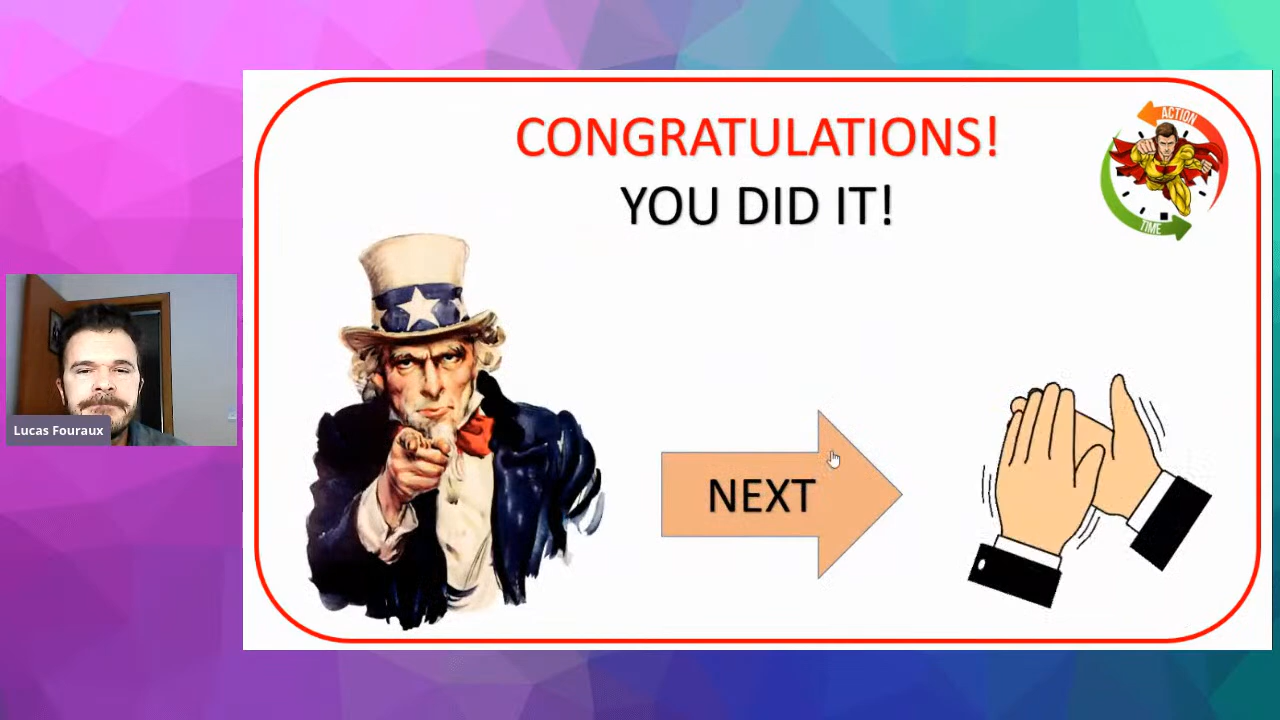 CONGRATULATIONS!
YOU DID IT!
ACTION
TIME
Lucas Fouraux
NEXT